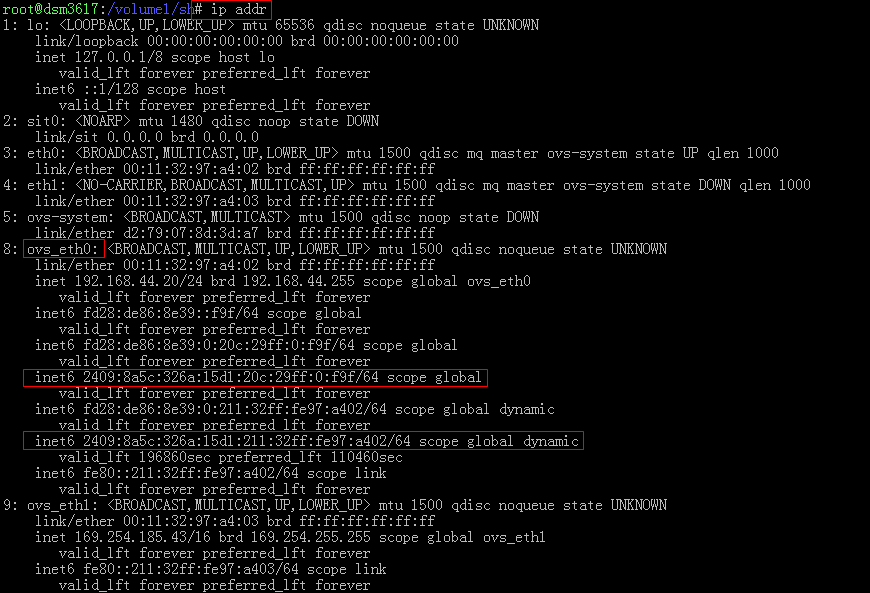 root@dsm3617:/volume1/sh# ip addr
1: lo: <LOOPBACK,UP,LOWER_UP> mtu 65536 qdisc noqueue state UNKNOWN
    link/loopback 00:00:00:00:00:00 brd 00:00:00:00:00:00
    inet 127.0.0.1/8 scope host lo
       valid_lft forever preferred_lft forever
    inet6 ::1/128 scope host
       valid_lft forever preferred_lft forever
2: sit0: <NOARP> mtu 1480 qdisc noop state DOWN
    link/sit 0.0.0.0 brd 0.0.0.0
3: eth0: <BROADCAST,MULTICAST,UP,LOWER_UP> mtu 1500 qdisc mq master ovs-system state UP qlen 1000
    link/ether 00:11:32:97:a4:02 brd ff:ff:ff:ff:ff:ff
4: eth1: <NO-CARRIER,BROADCAST,MULTICAST,UP> mtu 1500 qdisc mq master ovs-system state DOWN qlen 1000
    link/ether 00:11:32:97:a4:03 brd ff:ff:ff:ff:ff:ff
5: ovs-system: <BROADCAST,MULTICAST> mtu 1500 qdisc noop state DOWN
    link/ether d2:79:07:8d:3d:a7 brd ff:ff:ff:ff:ff:ff
8: ovs_eth0: <BROADCAST,MULTICAST,UP,LOWER_UP> mtu 1500 qdisc noqueue state UNKNOWN
    link/ether 00:11:32:97:a4:02 brd ff:ff:ff:ff:ff:ff
    inet 192.168.44.20/24 brd 192.168.44.255 scope global ovs_eth0
       valid_lft forever preferred_lft forever
    inet6 fd28:de86:8e39::f9f/64 scope global
       valid_lft forever preferred_lft forever
    inet6 fd28:de86:8e39:0:20c:29ff:0:f9f/64 scope global
       valid_lft forever preferred_lft forever
    inet6 2409:8a5c:326a:15d1:20c:29ff:0:f9f/64 scope global
       valid_lft forever preferred_lft forever
    inet6 fd28:de86:8e39:0:211:32ff:fe97:a402/64 scope global dynamic
       valid_lft forever preferred_lft forever
    inet6 2409:8a5c:326a:15d1:211:32ff:fe97:a402/64 scope global dynamic
       valid_lft 196860sec preferred_lft 110460sec
    inet6 fe80::211:32ff:fe97:a402/64 scope link
       valid_lft forever preferred_lft forever
9: ovs_eth1: <BROADCAST,MULTICAST,UP,LOWER_UP> mtu 1500 qdisc noqueue state UNKNOWN
    link/ether 00:11:32:97:a4:03 brd ff:ff:ff:ff:ff:ff
    inet 169.254.185.43/16 brd 169.254.255.255 scope global ovs_eth1
       valid_lft forever preferred_lft forever
    inet6 fe80::211:32ff:fe97:a403/64 scope link
       valid_lft forever preferred_lft forever